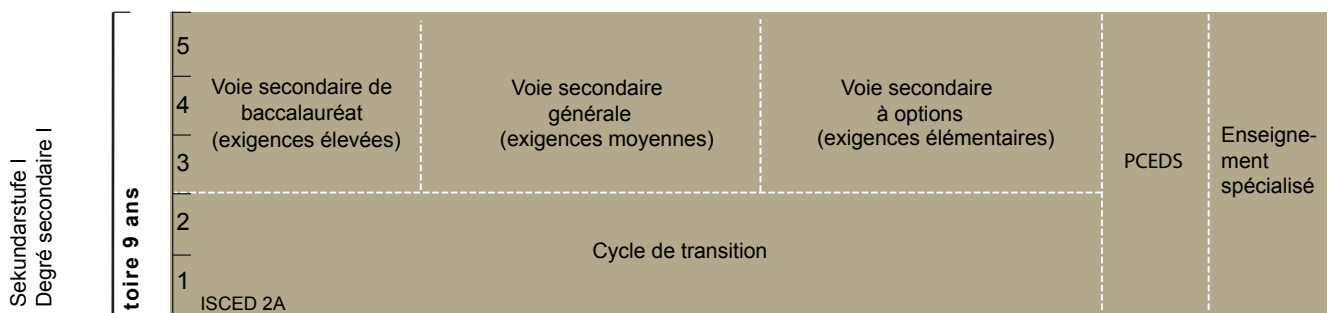 Sekundarstufe I
Degré secondaire I
toire 9 ans
5
4
3
2
1
Voie secondaire de
baccalauréat
(exigences élevées)
Voie secondaire
générale
(exigences moyennes)
Voie secondaire
à options
(exigences élémentaires)
PCEDS
Enseigne-
ment
spécialisé
Cycle de transition
ISCED 2A